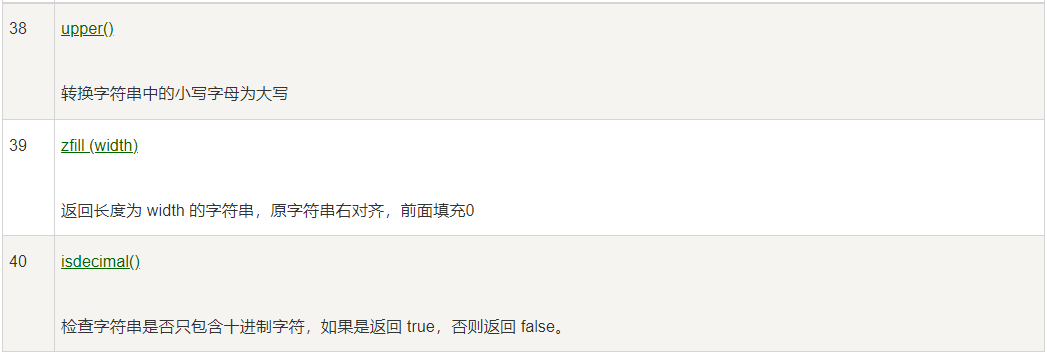 38 upper()
转换字符串中的小写字母为大写
39 zfill (width)
返回长度为 width 的字符串，原字符串右对齐，前面填充0
40 isdecimal()
检查字符串是否只包含十进制字符，如果是返回 true，否则返回 false。